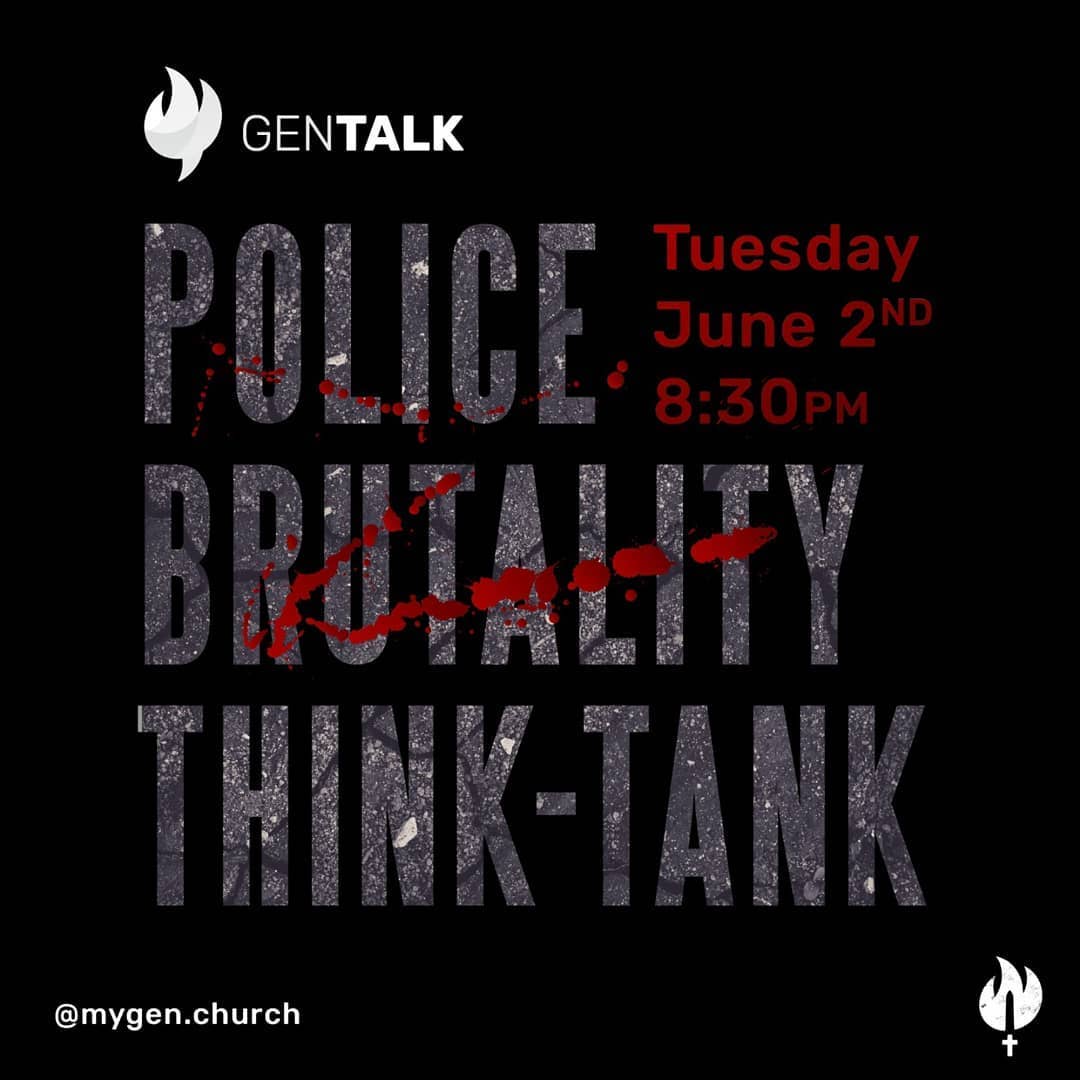 GENTALK
POLICE
Tuesday
June 2ND
8:30PM
BRUTALITY
THINK-TANK
@mygen.church